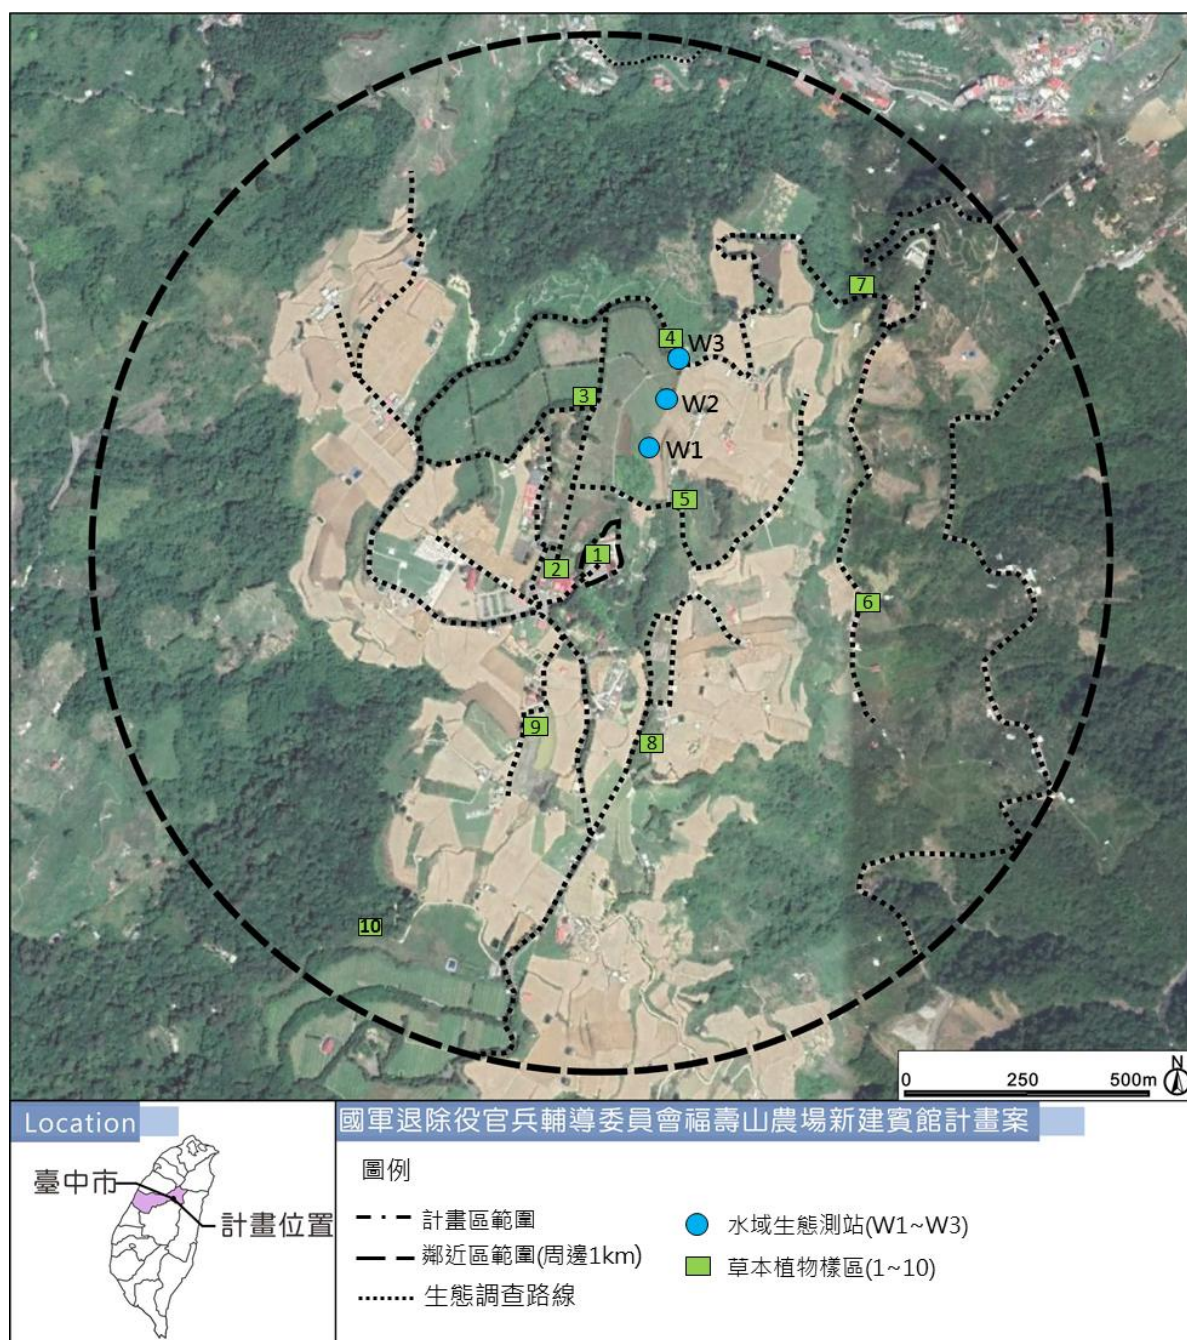 7
4
W3
3
W2
W1
5
1
2
6
9
8
10
N
0 250 500m
Location
國軍退除役官兵輔導委員會福壽山農場新建賓館計畫案
臺中市
計畫位置
圖例
計畫區範圍
鄰近區範圍(周邊1km)
生態調查路線
水域生態測站(W1~W3)
草本植物樣區(1~10)